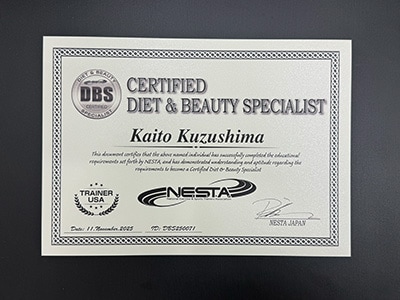 DIET & BEAUTY
DBS
CERTIFIED
SPECIALIST
CERTIFIED
DIET & BEAUTY SPECIALIST
Kaito Kuzushima
This document certifies that the above named individual has successfully completed the educational
requirements set forth by NESTA, and has demonstrated understanding and aptitudes regarding the
requirements to become a Certified Diet & Beauty Specialist
TRAINER
USA
NESTA
NESTA JAPAN
Date: 11.November.2025
ID: DBS250071